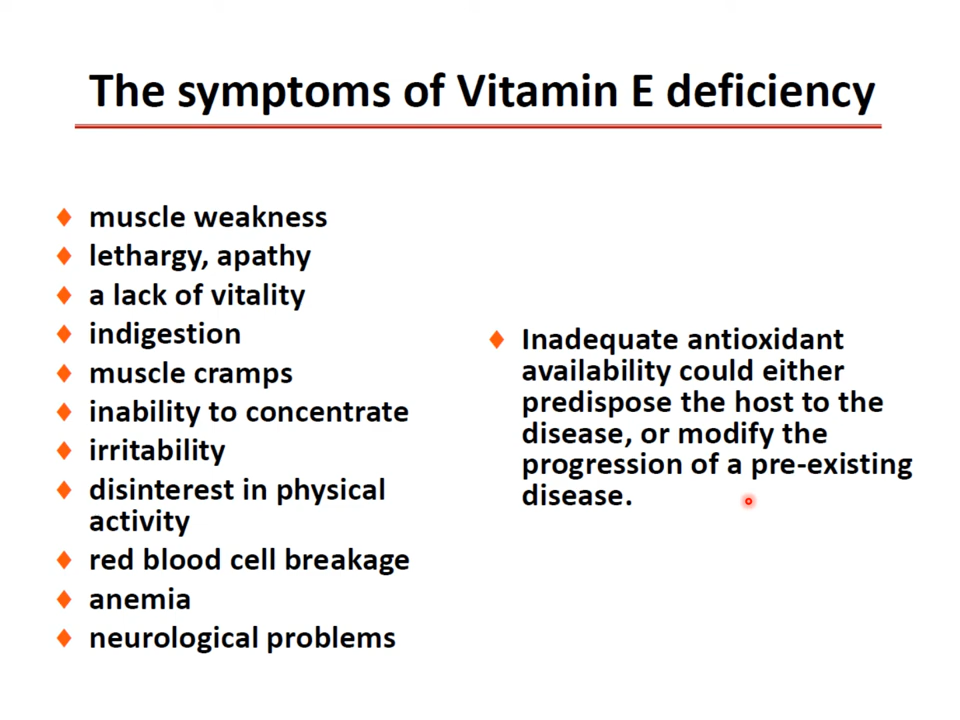 The symptoms of Vitamin E deficiency
muscle weakness
lethargy, apathy
a lack of vitality
indigestion
muscle cramps
inability to concentrate
irritability
disinterest in physical
activity
red blood cell breakage
anemia
neurological problems
Inadequate antioxidant
availability could either
predispose the host to the
disease, or modify the
progression of a pre-existing
disease.